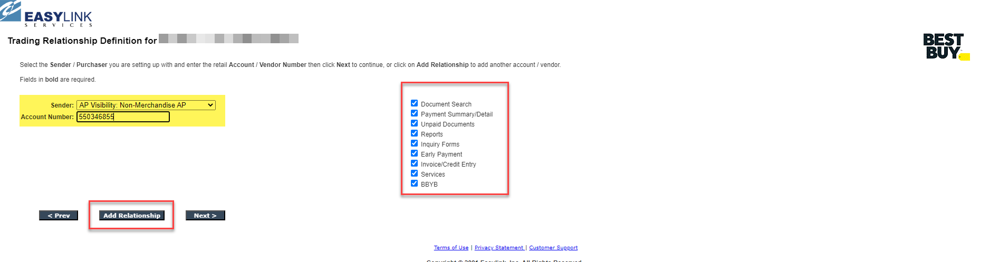 EASYLINK
SERVICES
Trading Relationship Definition for
BEST
BUY
Select the Sender / Purchaser you are setting up with and enter the retail Account / Vendor Number then click Next to continue, or click on Add Relationship to add another account / vendor.
Fields in bold are required.
Sender: AP Visibility: Non-Merchandise AP
Account Number: 550346855
Document Search
Payment Summary/Detail
Unpaid Documents
Reports
Inquiry Forms
Early Payment
Invoice/Credit Entry
Services
BBYB
< Prev Add Relationship Next >
Terms of Use | Privacy Statement | Customer Support
Copyright © 2001 Easylink, Inc. All Rights Reserved